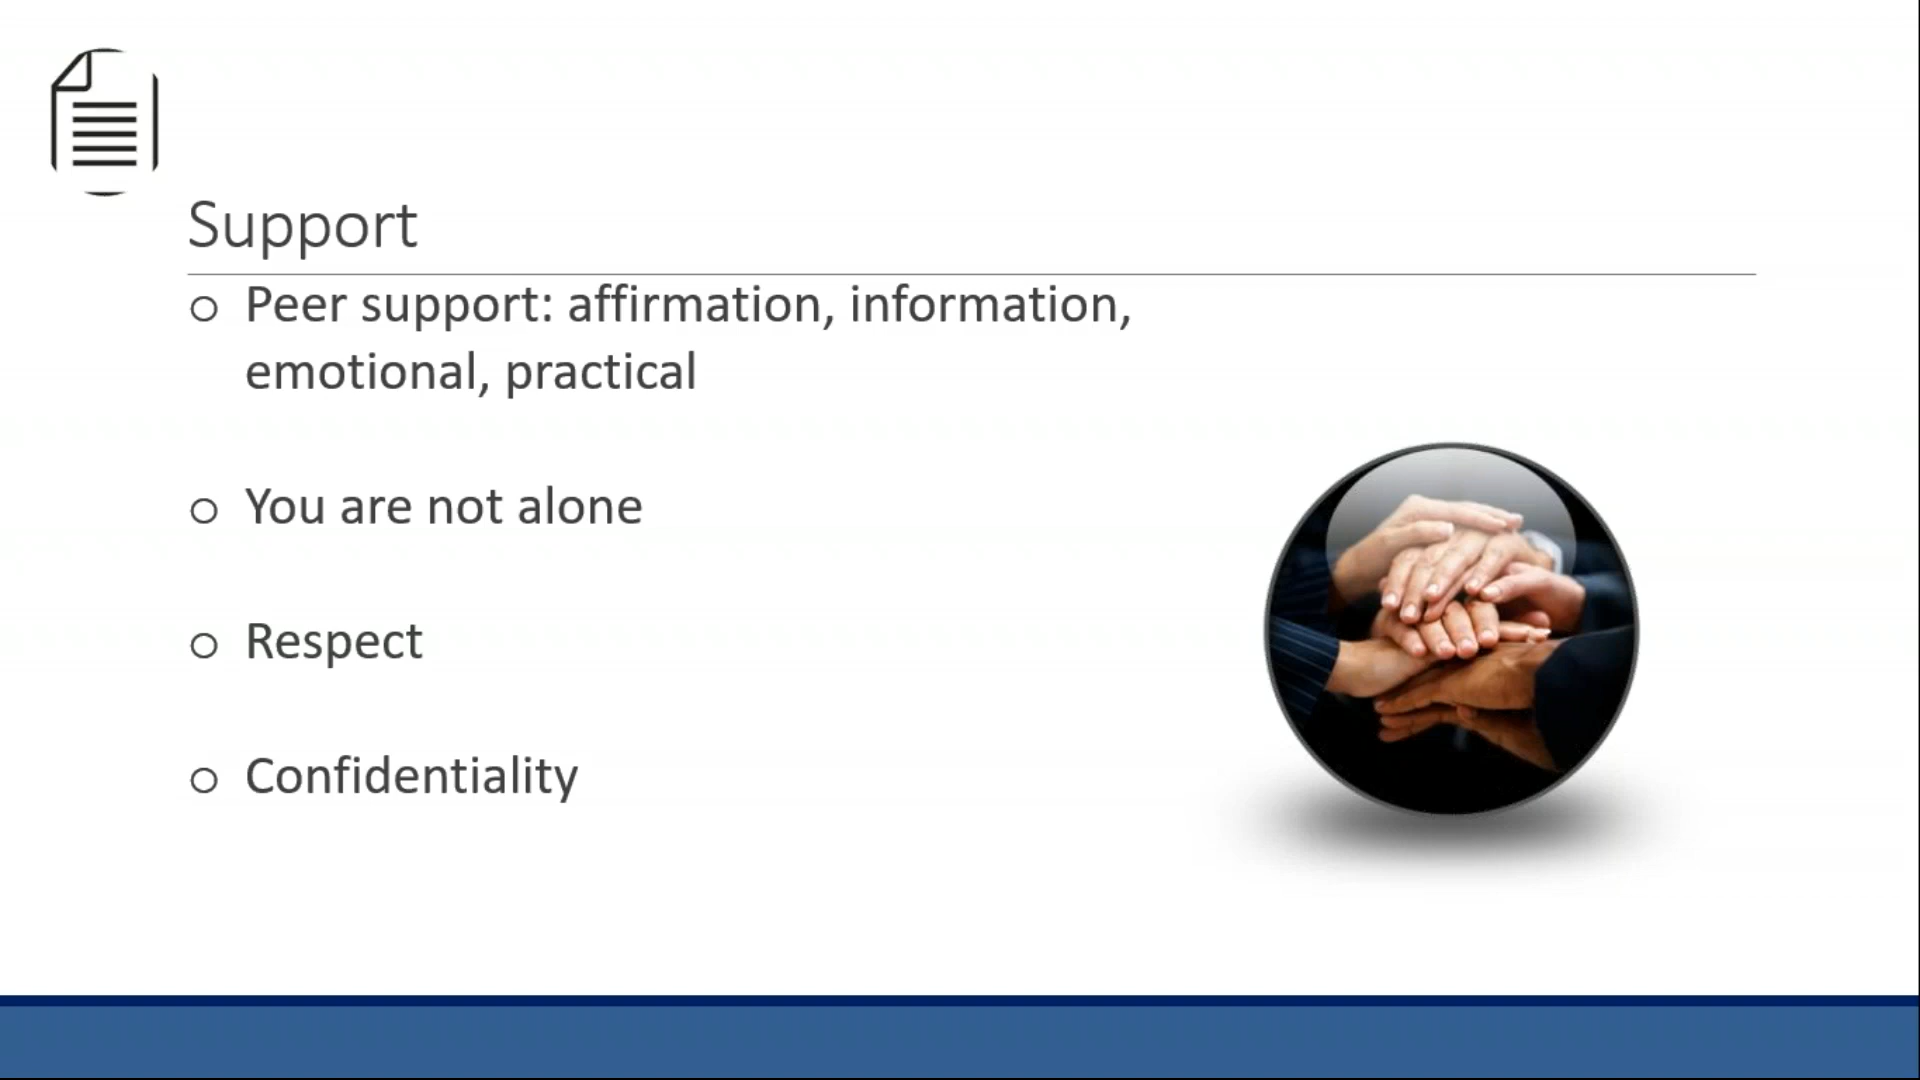 Support
○ Peer support: affirmation, information,
emotional, practical
○ You are not alone
○ Respect
○ Confidentiality